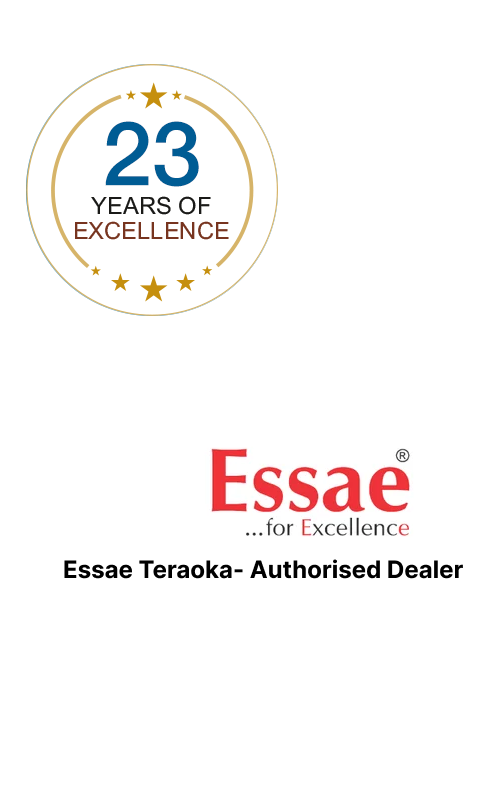 23
YEARS OF
EXCELLENCE
Essae®
...for Excellence
Essae Teraoka- Authorised Dealer